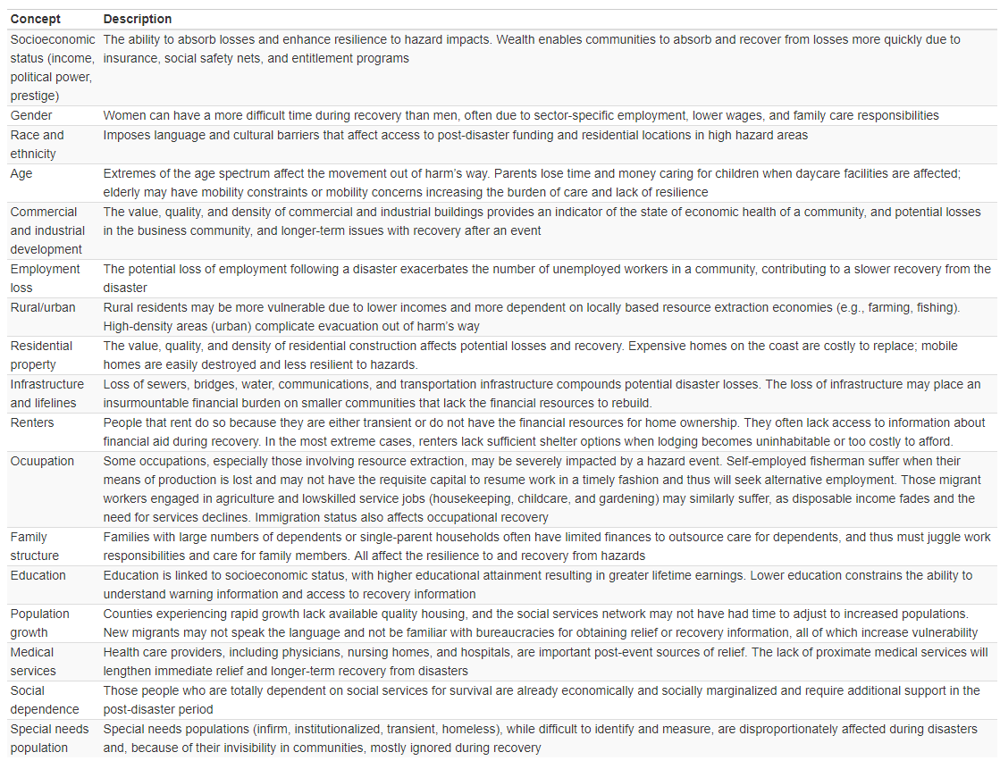 Concept Description
Socioeconomic The ability to absorb losses and enhance resilience to hazard impacts. Wealth enables communities to absorb and recover from losses more quickly due to
status (income, insurance, social safety nets, and entitlement programs
political power,
prestige)
Gender Women can have a more difficult time during recovery than men, often due to sector-specific employment, lower wages, and family care responsibilities
Race and Imposes language and cultural barriers that affect access to post-disaster funding and residential locations in high hazard areas
ethnicity
Age Extremes of the age spectrum affect the movement out of harm's way. Parents lose time and money caring for children when daycare facilities are affected;
elderly may have mobility constraints or mobility concerns increasing the burden of care and lack of resilience
Commercial The value, quality, and density of commercial and industrial buildings provides an indicator of the state of economic health of a community, and potential losses
and industrial in the business community, and longer-term issues with recovery after an event
development
Employment The potential loss of employment following a disaster exacerbates the number of unemployed workers in a community, contributing to a slower recovery from the
loss disaster
Rural/urban Rural residents may be more vulnerable due to lower incomes and more dependent on locally based resource extraction economies (e.g., farming, fishing).
High-density areas (urban) complicate evacuation out of harm's way
Residential The value, quality, and density of residential construction affects potential losses and recovery. Expensive homes on the coast are costly to replace; mobile
property homes are easily destroyed and less resilient to hazards.
Infrastructure Loss of sewers, bridges, water, communications, and transportation infrastructure compounds potential disaster losses. The loss of infrastructure may place an
and lifelines insurmountable financial burden on smaller communities that lack the financial resources to rebuild.
Renters People that rent do so because they are either transient or do not have the financial resources for home ownership. They often lack access to information about
financial aid during recovery. In the most extreme cases, renters lack sufficient shelter options when lodging becomes uninhabitable or too costly to afford.
Ocuupation Some occupations, especially those involving resource extraction, may be severely impacted by a hazard event. Self-employed fisherman suffer when their
means of production is lost and may not have the requisite capital to resume work in a timely fashion and thus will seek alternative employment. Those migrant
workers engaged in agriculture and lowskilled service jobs (housekeeping, childcare, and gardening) may similarly suffer, as disposable income fades and the
need for services declines. Immigration status also affects occupational recovery
Family Families with large numbers of dependents or single-parent households often have limited finances to outsource care for dependents, and thus must juggle work
structure responsibilities and care for family members. All affect the resilience to and recovery from hazards
Education Education is linked to socioeconomic status, with higher educational attainment resulting in greater lifetime earnings. Lower education constrains the ability to
understand warning information and access to recovery information
Population Counties experiencing rapid growth lack available quality housing, and the social services network may not have had time to adjust to increased populations.
growth New migrants may not speak the language and not be familiar with bureaucracies for obtaining relief or recovery information, all of which increase vulnerability
Medical Health care providers, including physicians, nursing homes, and hospitals, are important post-event sources of relief. The lack of proximate medical services will
services lengthen immediate relief and longer-term recovery from disasters
Social Those people who are totally dependent on social services for survival are already economically and socially marginalized and require additional support in the
dependence post-disaster period
Special needs Special needs populations (infirm, institutionalized, transient, homeless), while difficult to identify and measure, are disproportionately affected during disasters
population and, because of their invisibility in communities, mostly ignored during recovery